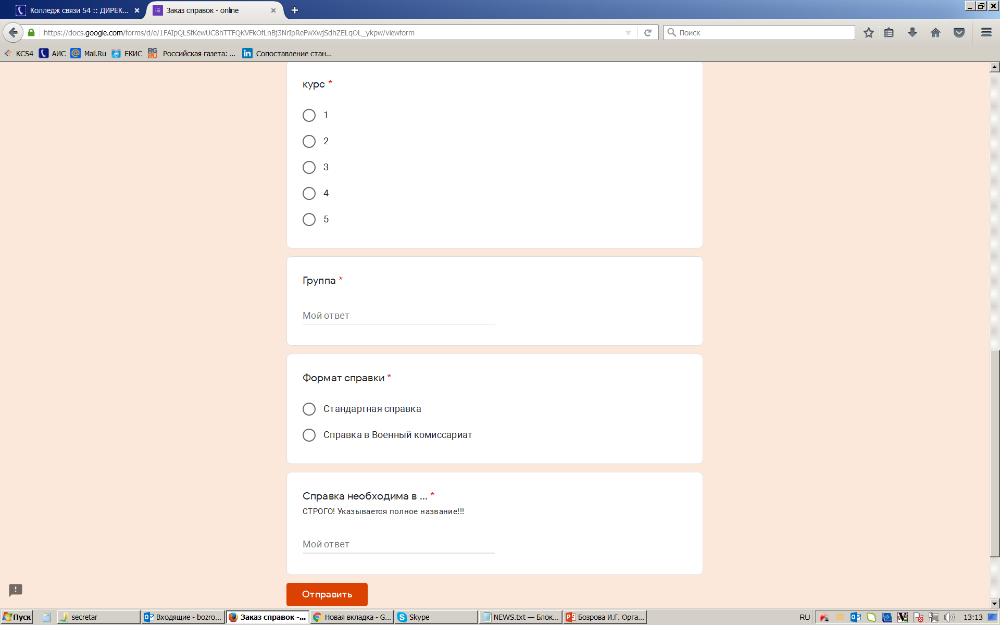 Колледж связи 54 :: ДИРЕК...
Заказ справок - online
https://docs.google.com/forms/d/e/1FAIpQLSfKewUC8hTTFQKVFkOfLnBj3NrIpReFwXwjSdhZELqOL_ykpw/viewform
Поиск
КС54
АИС
Mail.Ru
ЕКИС
Российская газета: ...
Сопоставление стан...
курс *
1
2
3
4
5
Группа *
Мой ответ
Формат справки *
Стандартная справка
Справка в Военный комиссариат
Справка необходима в ... *
СТРОГО! Указывается полное название!!!
Мой ответ
Отправить
Пуск
secretar
Входящие - bozro...
Заказ справок -...
Новая вкладка - G...
Skype
NEWS.txt — Блок...
Бозрова И.Г. Орга...
RU
13:13